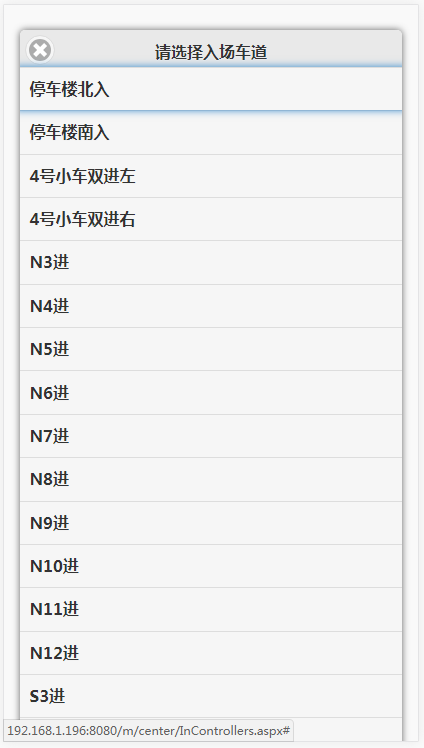 请选择入场车道
停车楼北入
停车楼南入
4号小车双进左
4号小车双进右
N3进
N4进
N5进
N6进
N7进
N8进
N9进
N10进
N11进
N12进
S3进
192.168.1.196:8080/m/center/InControllers.aspx#